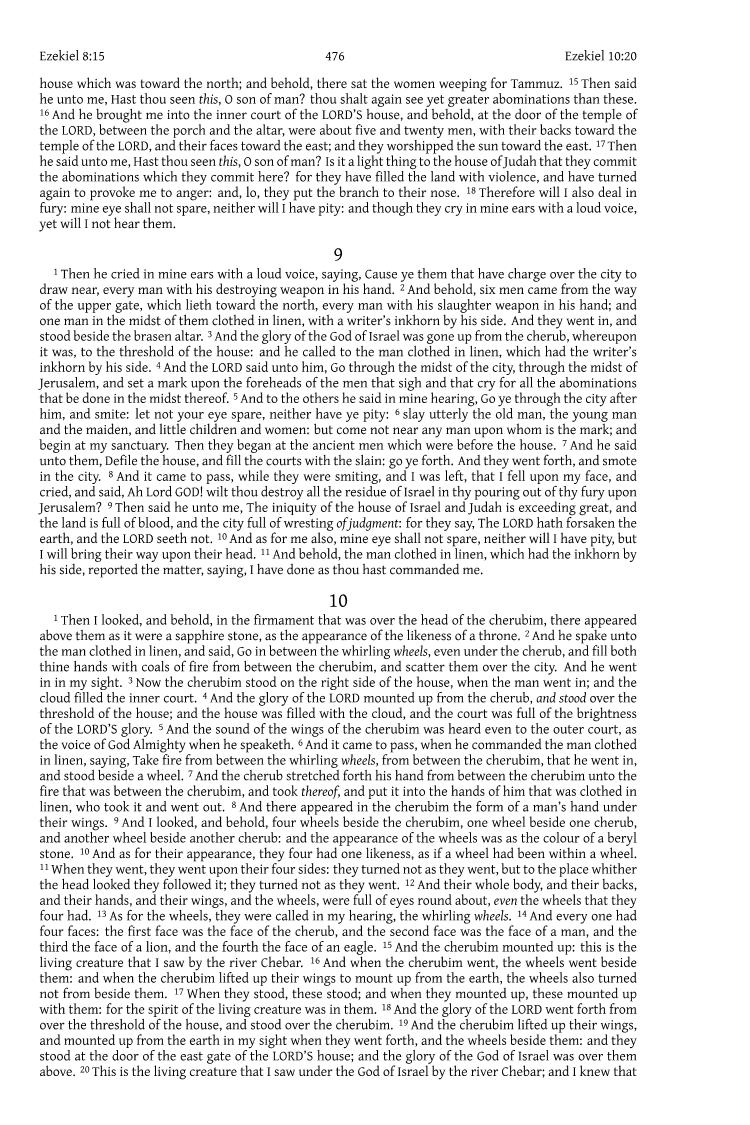 Ezekiel 8:15 476 Ezekiel 10:20
house which was toward the north; and behold, there sat the women weeping for Tammuz. 15 Then said
he unto me, Hast thou seen this, O son of man? thou shalt again see yet greater abominations than these.
16 And he brought me into the inner court of the LORD'S house, and behold, at the door of the temple of
the LORD, between the porch and the altar, were about five and twenty men, with their backs toward the
temple of the LORD, and their faces toward the east; and they worshipped the sun toward the east. 17 Then
he said unto me, Hast thou seen this, O son of man? Is it a light thing to the house of Judah that they commit
the abominations which they commit here? for they have filled the land with violence, and have turned
again to provoke me to anger: and, lo, they put the branch to their nose. 18 Therefore will I also deal in
fury: mine eye shall not spare, neither will I have pity: and though they cry in mine ears with a loud voice,
yet will I not hear them.
9
1 Then he cried in mine ears with a loud voice, saying, Cause ye them that have charge over the city to
draw near, every man with his destroying weapon in his hand. 2 And behold, six men came from the way
of the upper gate, which lieth toward the north, every man with his slaughter weapon in his hand; and
one man in the midst of them clothed in linen, with a writer's inkhorn by his side. And they went in, and
stood beside the brasen altar. 3 And the glory of the God of Israel was gone up from the cherub, whereupon
it was, to the threshold of the house: and he called to the man clothed in linen, which had the writer's
inkhorn by his side. 4 And the LORD said unto him, Go through the midst of the city, through the midst of
Jerusalem, and set a mark upon the foreheads of the men that sigh and that cry for all the abominations
that be done in the midst thereof. 5 And to the others he said in mine hearing, Go ye through the city after
him, and smite: let not your eye spare, neither have ye pity: 6 slay utterly the old man, the young man
and the maiden, and little children and women: but come not near any man upon whom is the mark; and
begin at my sanctuary. Then they began at the ancient men which were before the house. 7 And he said
unto them, Defile the house, and fill the courts with the slain: go ye forth. And they went forth, and smote
in the city. 8 And it came to pass, while they were smiting, and I was left, that I fell upon my face, and
cried, and said, Ah Lord GOD! wilt thou destroy all the residue of Israel in thy pouring out of thy fury upon
Jerusalem? 9 Then said he unto me, The iniquity of the house of Israel and Judah is exceeding great, and
the land is full of blood, and the city full of wresting of judgment: for they say, The LORD hath forsaken the
earth, and the LORD seeth not. 10 And as for me also, mine eye shall not spare, neither will I have pity, but
I will bring their way upon their head. 11 And behold, the man clothed in linen, which had the inkhorn by
his side, reported the matter, saying, I have done as thou hast commanded me.
10
1 Then I looked, and behold, in the firmament that was over the head of the cherubim, there appeared
above them as it were a sapphire stone, as the appearance of the likeness of a throne. 2 And he spake unto
the man clothed in linen, and said, Go in between the whirling wheels, even under the cherub, and fill both
thine hands with coals of fire from between the cherubim, and scatter them over the city. And he went
in in my sight. 3 Now the cherubim stood on the right side of the house, when the man went in; and the
cloud filled the inner court. 4 And the glory of the LORD mounted up from the cherub, and stood over the
threshold of the house; and the house was filled with the cloud, and the court was full of the brightness
of the LORD'S glory. 5 And the sound of the wings of the cherubim was heard even to the outer court, as
the voice of God Almighty when he speaketh. 6 And it came to pass, when he commanded the man clothed
in linen, saying, Take fire from between the whirling wheels, from between the cherubim, that he went in,
and stood beside a wheel. 7 And the cherub stretched forth his hand from between the cherubim unto the
fire that was between the cherubim, and took thereof, and put it into the hands of him that was clothed in
linen, who took it and went out. 8 And there appeared in the cherubim the form of a man's hand under
their wings. 9 And I looked, and behold, four wheels beside the cherubim, one wheel beside one cherub,
and another wheel beside another cherub: and the appearance of the wheels was as the colour of a beryl
stone. 10 And as for their appearance, they four had one likeness, as if a wheel had been within a wheel.
11 When they went, they went upon their four sides: they turned not as they went, but to the place whither
the head looked they followed it; they turned not as they went. 12 And their whole body, and their backs,
and their hands, and their wings, and the wheels, were full of eyes round about, even the wheels that they
four had. 13 As for the wheels, they were called in my hearing, the whirling wheels. 14 And every one had
four faces: the first face was the face of the cherub, and the second face was the face of a man, and the
third the face of a lion, and the fourth the face of an eagle. 15 And the cherubim mounted up: this is the
living creature that I saw by the river Chebar. 16 And when the cherubim went, the wheels went beside
them: and when the cherubim lifted up their wings to mount up from the earth, the wheels also turned
not from beside them. 17 When they stood, these stood; and when they mounted up, these mounted up
with them: for the spirit of the living creature was in them. 18 And the glory of the LORD went forth from
over the threshold of the house, and stood over the cherubim. 19 And the cherubim lifted up their wings,
and mounted up from the earth in my sight when they went forth, and the wheels beside them: and they
stood at the door of the east gate of the LORD'S house; and the glory of the God of Israel was over them
above. 20 This is the living creature that I saw under the God of Israel by the river Chebar; and I knew that